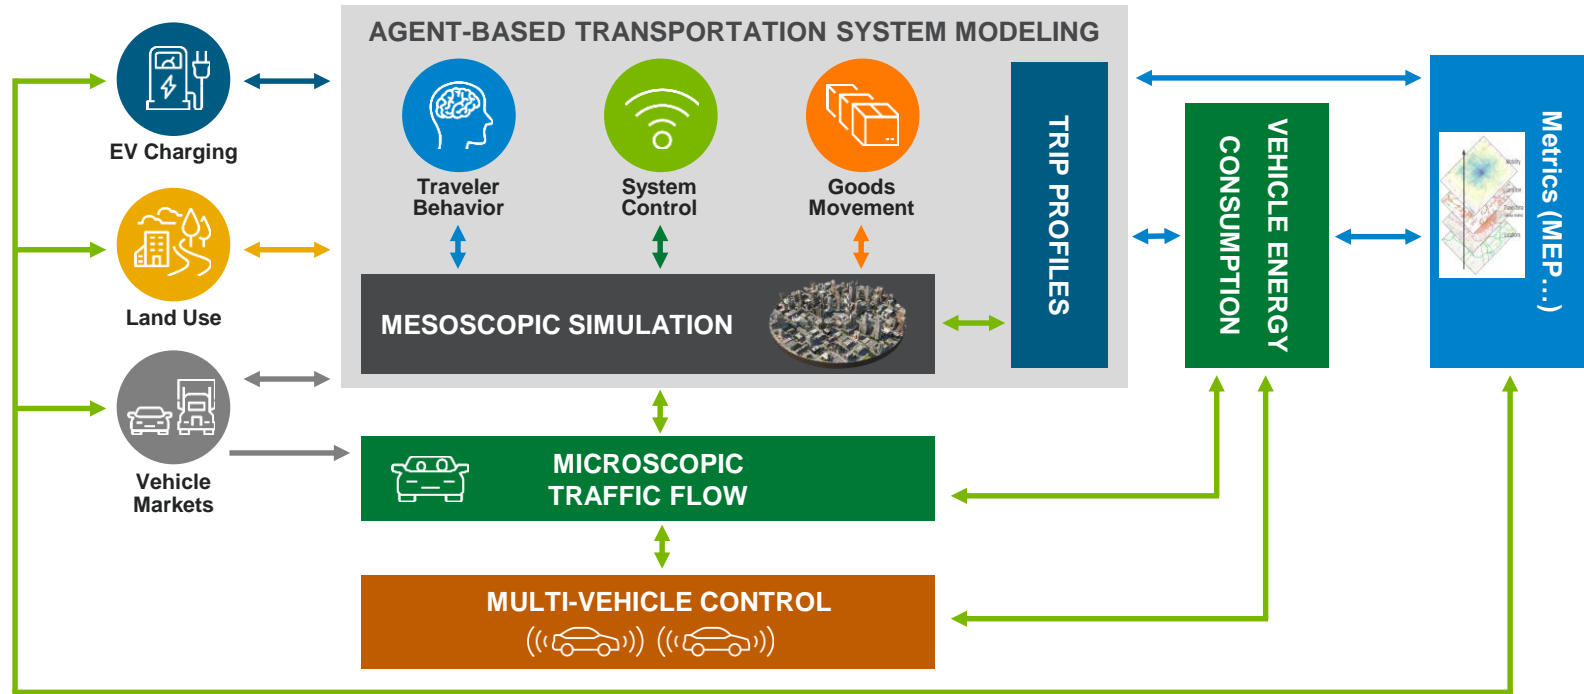 AGENT-BASED TRANSPORTATION SYSTEM MODELING
EV Charging
Traveler
Behavior
System
Control
Goods
Movement
Land Use
MESOSCOPIC SIMULATION
TRIP PROFILES
VEHICLE ENERGY
CONSUMPTION
Metrics (MEP...)
Mobility
Vehicle
Markets
MICROSCOPIC
TRAFFIC FLOW
MULTI-VEHICLE CONTROL